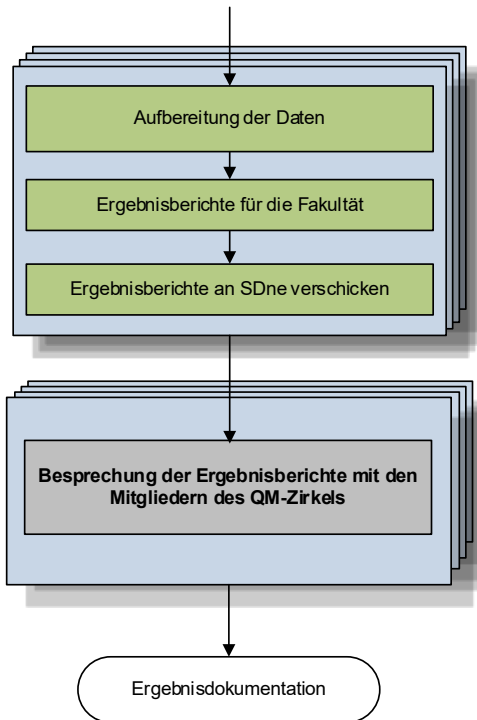 Aufbereitung der Daten
Ergebnisberichte für die Fakultät
Ergebnisberichte an SDne verschicken
Besprechung der Ergebnisberichte mit den
Mitgliedern des QM-Zirkels
Ergebnisdokumentation